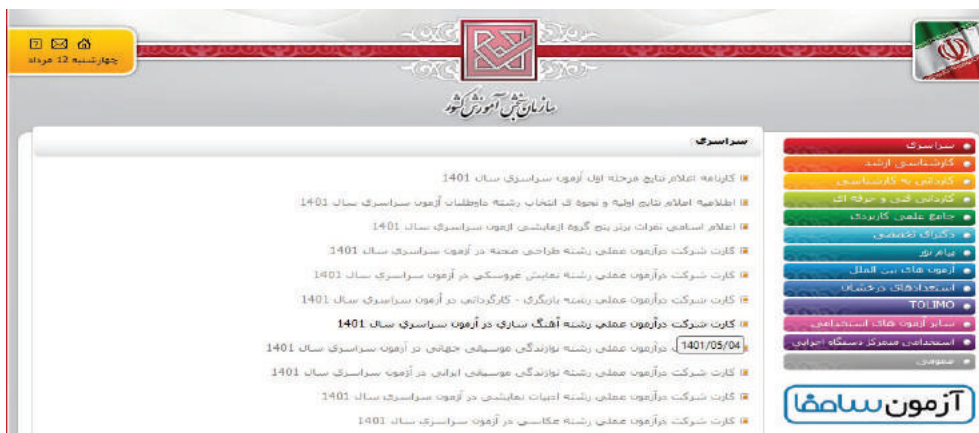 چهارشنبه 12 مرداد
سازمان سنجش آموزش کشور
سراسری
کارنامه اعلام نتایج مرحله اول آزمون سراسری سال 1401
اطلاعیه اعلام نتایج اولیه و نحوه ی انتخاب رشته داوطلبان آزمون سراسری سال 1401
اعلام اسامی نفرات برتر پنج گروه آزمایشی آزمون سراسری سال 1401
کارت شرکت درآزمون عملی رشته طراحی صحنه در آزمون سراسری سال 1401
کارت شرکت درآزمون عملی رشته نمایش عروسکی در آزمون سراسری سال 1401
کارت شرکت درآزمون عملی رشته بازیگری - کارگردانی در آزمون سراسری سال 1401
کارت شرکت درآزمون عملی رشته آهنگ سازی در آزمون سراسری سال 1401
درآزمون عملی رشته نوازندگی موسیقی جهانی در آزمون سراسری سال 1401
1401/05/04
کارت شرکت درآزمون عملی رشته نوازندگی موسیقی ایرانی در آزمون سراسری سال 1401
کارت شرکت درآزمون عملی رشته ادبیات نمایشی در آزمون سراسری سال 1401
کارت شرکت درآزمون عملی رشته عکاسی در آزمون سراسری سال 1401
سراسری
کارشناسی ارشد
کاردانی به کارشناسی
کاردانی فنی و حرفه ای
جامع علمی کاربردی
دکترای تخصصی
پیام نور
آزمون های بین الملل
استعدادهای درخشان
TOLIMO
سایر آزمون های استخدامی
استخدامی متمرکز دستگاه اجرایی
عمومی
آزمون سامفا